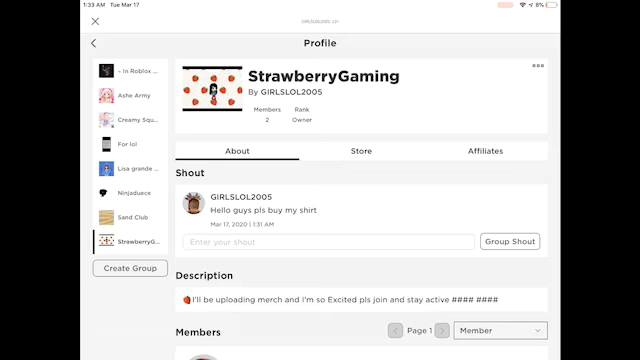 1:33 AM Tue Mar 17
8%
Profile
~ In Roblox ...
Ashe Army
Creamy Squ...
For lol
Lisa grande ...
Ninjaduece
Sand Club
StrawberryG...
Create Group
StrawberryGaming
By GIRLSLOL2005
Members
Rank
2
Owner
About
Store
Affiliates
Shout
GIRLSLOL2005
Hello guys pls buy my shirt
Mar 17, 2020 | 1:31 AM
Enter your shout
Group Shout
Description
🍓I'll be uploading merch and I'm so Excited pls join and stay active #### ####
Members
Page 1
Member